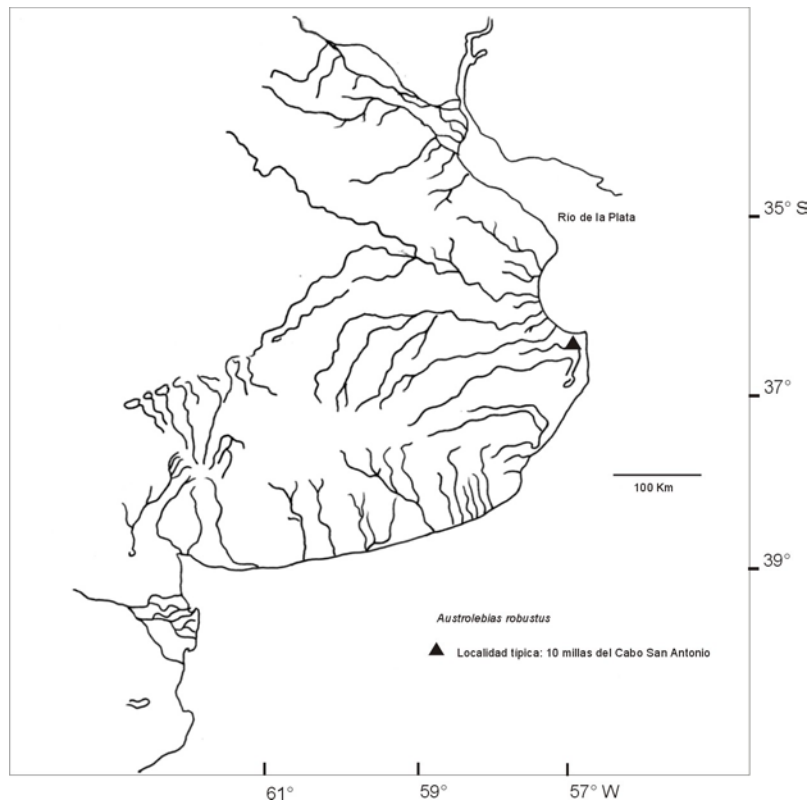 35° S
Río de la Plata
37°
100 Km
39°
Austrolebias robustus
Localidad típica: 10 millas del Cabo San Antonio
61°
59°
57° W